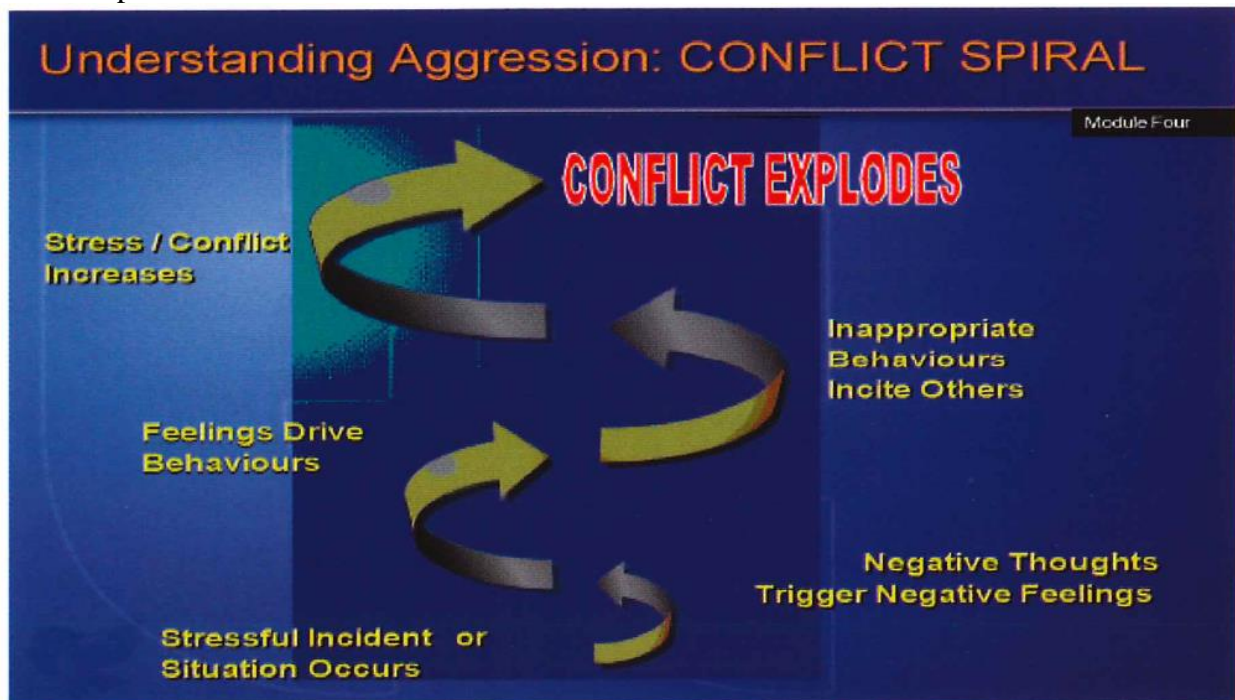 Understanding Aggression: CONFLICT SPIRAL
Module Four
CONFLICT EXPLODES
Stress / Conflict
Increases
Inappropriate
Behaviours
Incite Others
Feelings Drive
Behaviours
Negative Thoughts
Trigger Negative Feelings
Stressful Incident or
Situation Occurs